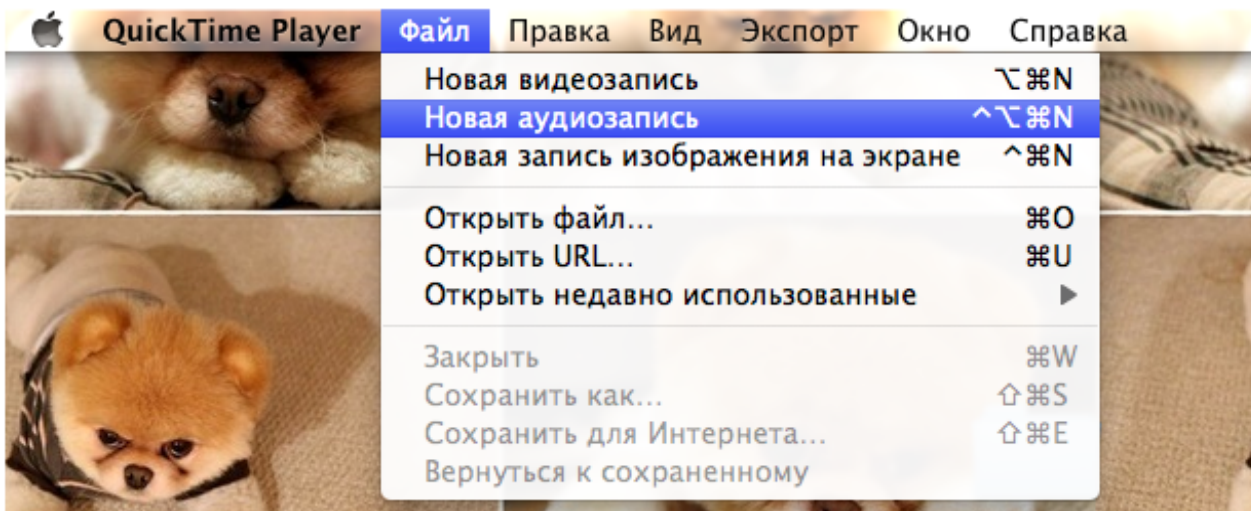 QuickTime Player Файл Правка Вид Экспорт Окно Справка
Новая видеозапись ⌥⌘N
Новая аудиозапись ^⌥⌘N
Новая запись изображения на экране ^⌘N
Открыть файл... ⌘O
Открыть URL... ⌘U
Открыть недавно использованные ▶
Закрыть ⌘W
Сохранить как... ⇧⌘S
Сохранить для Интернета... ⇧⌘E
Вернуться к сохраненному